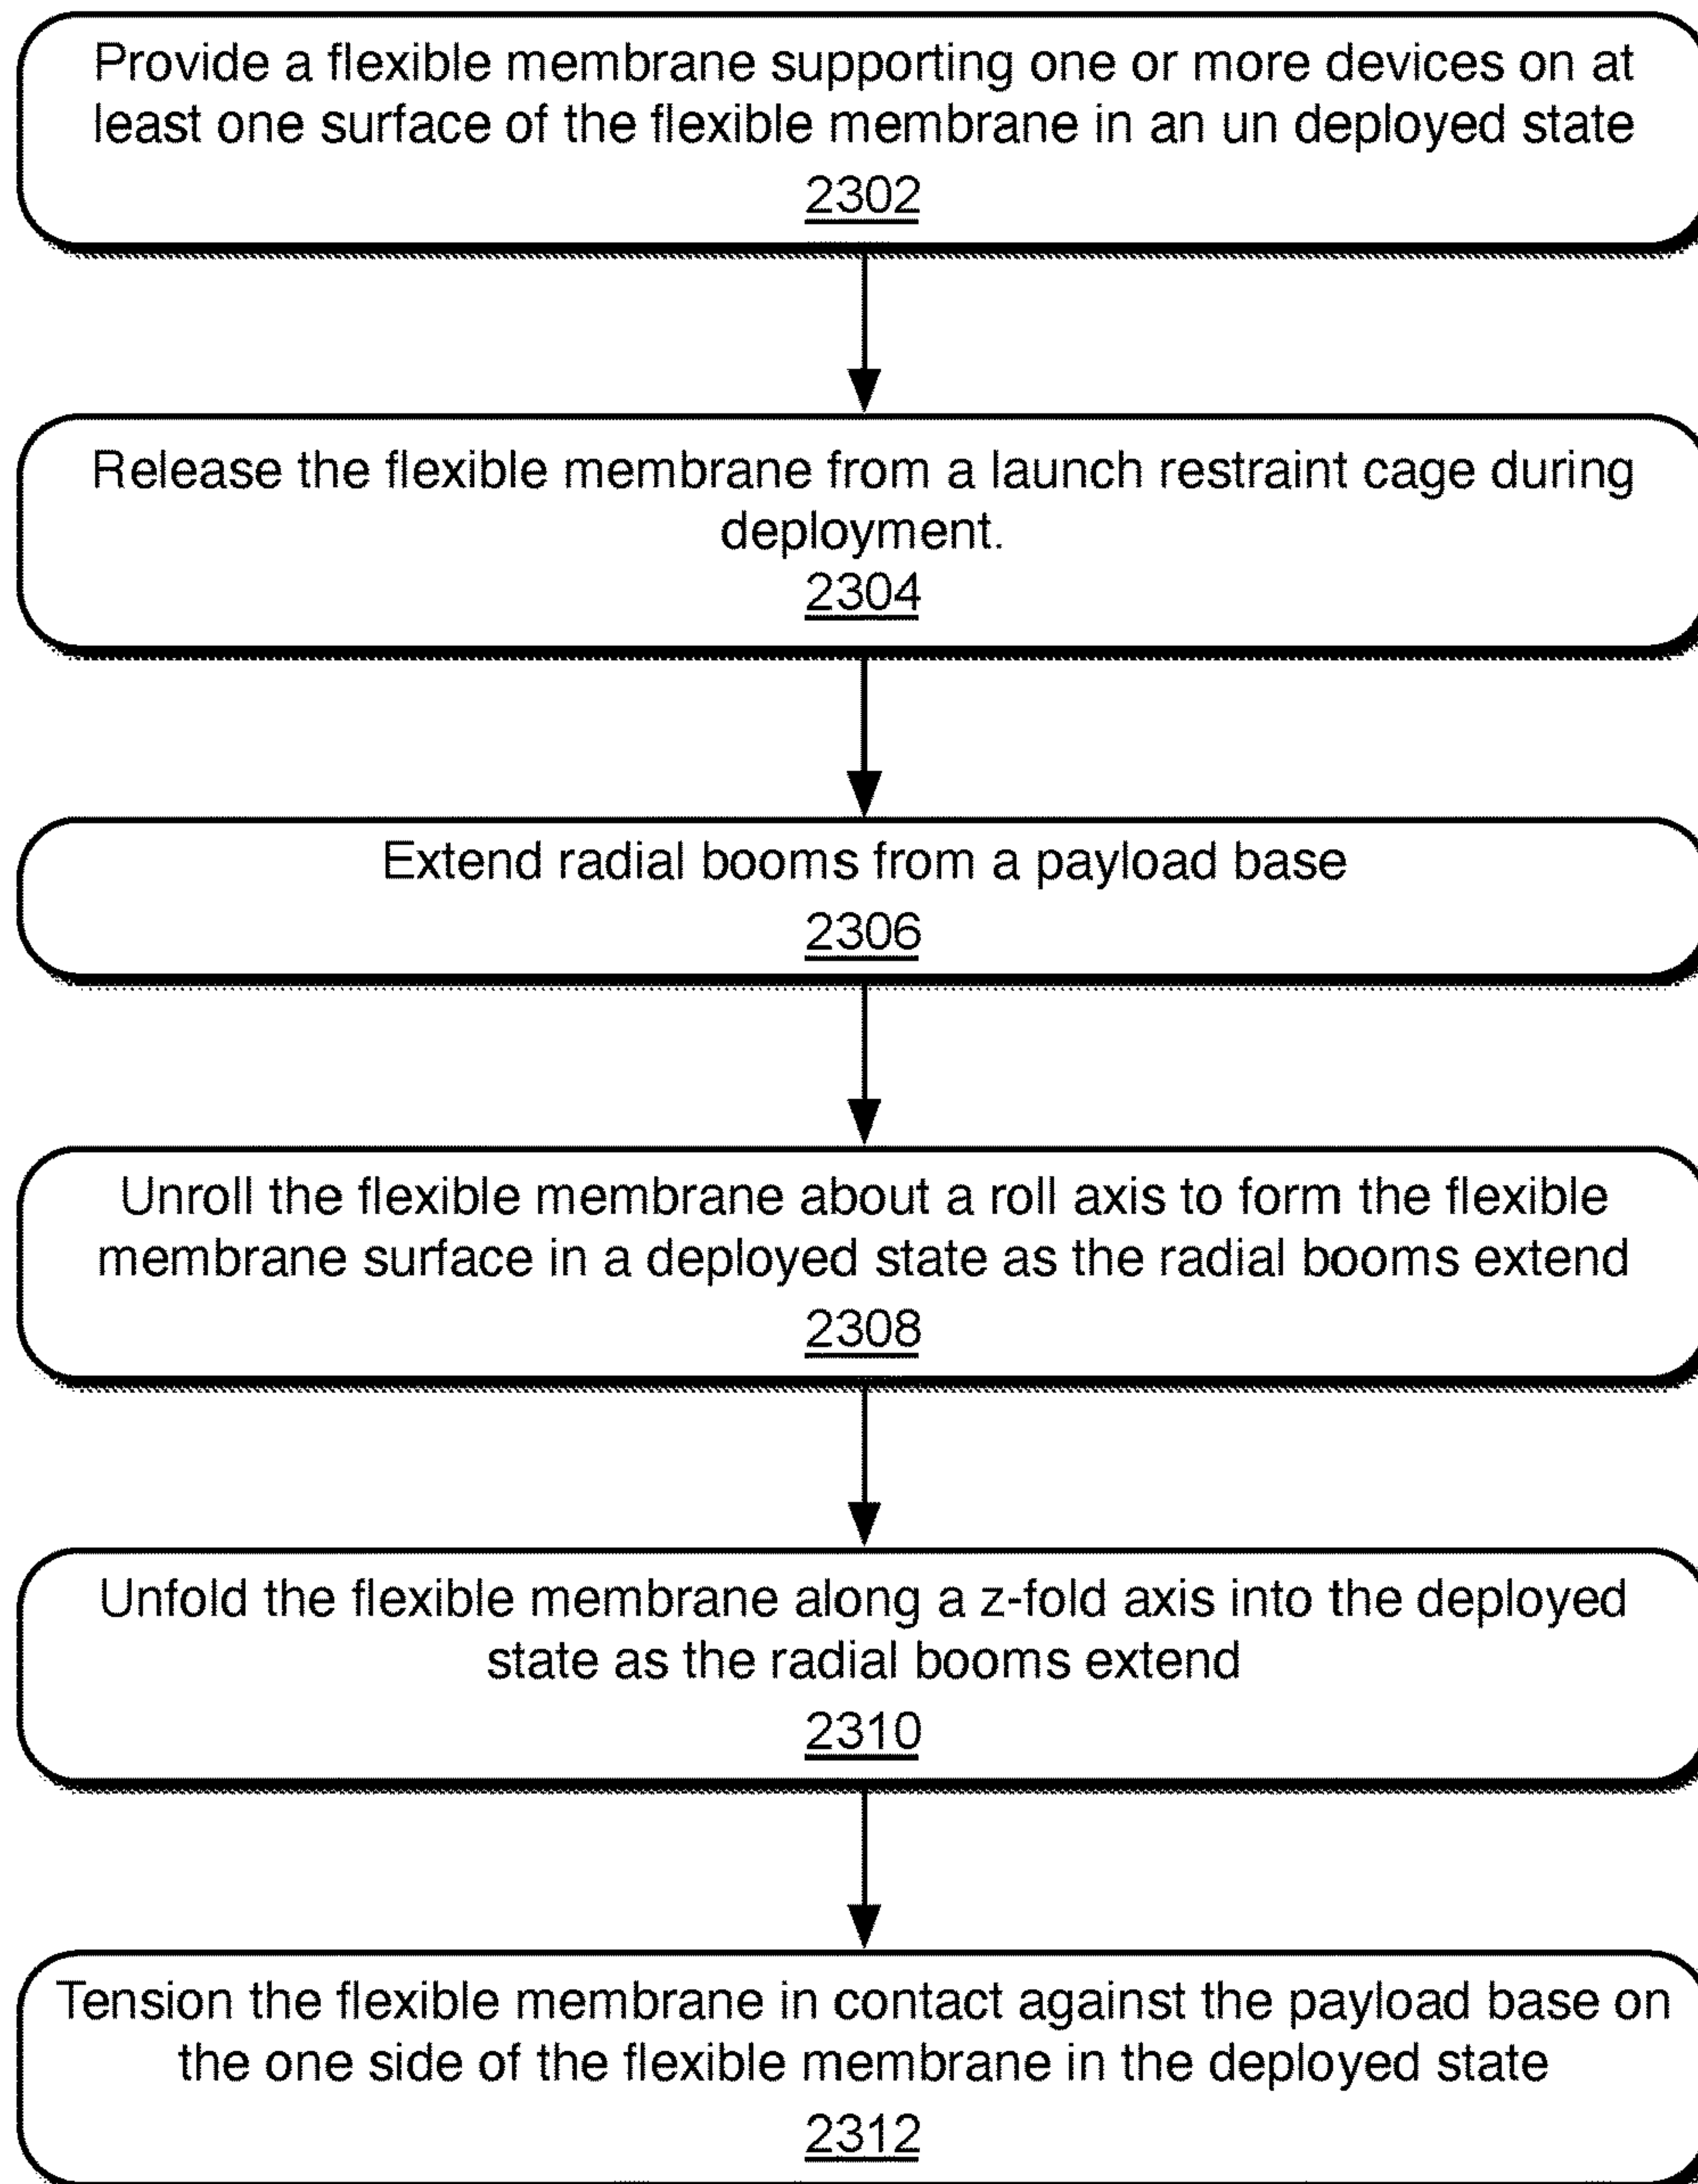 Provide a flexible membrane supporting one or more devices on at
least one surface of the flexible membrane in an un deployed state
2302
Release the flexible membrane from a launch restraint cage during
deployment.
2304
Extend radial booms from a payload base
2306
Unroll the flexible membrane about a roll axis to form the flexible
membrane surface in a deployed state as the radial booms extend
2308
Unfold the flexible membrane along a z-fold axis into the deployed
state as the radial booms extend
2310
Tension the flexible membrane in contact against the payload base on
the one side of the flexible membrane in the deployed state
2312